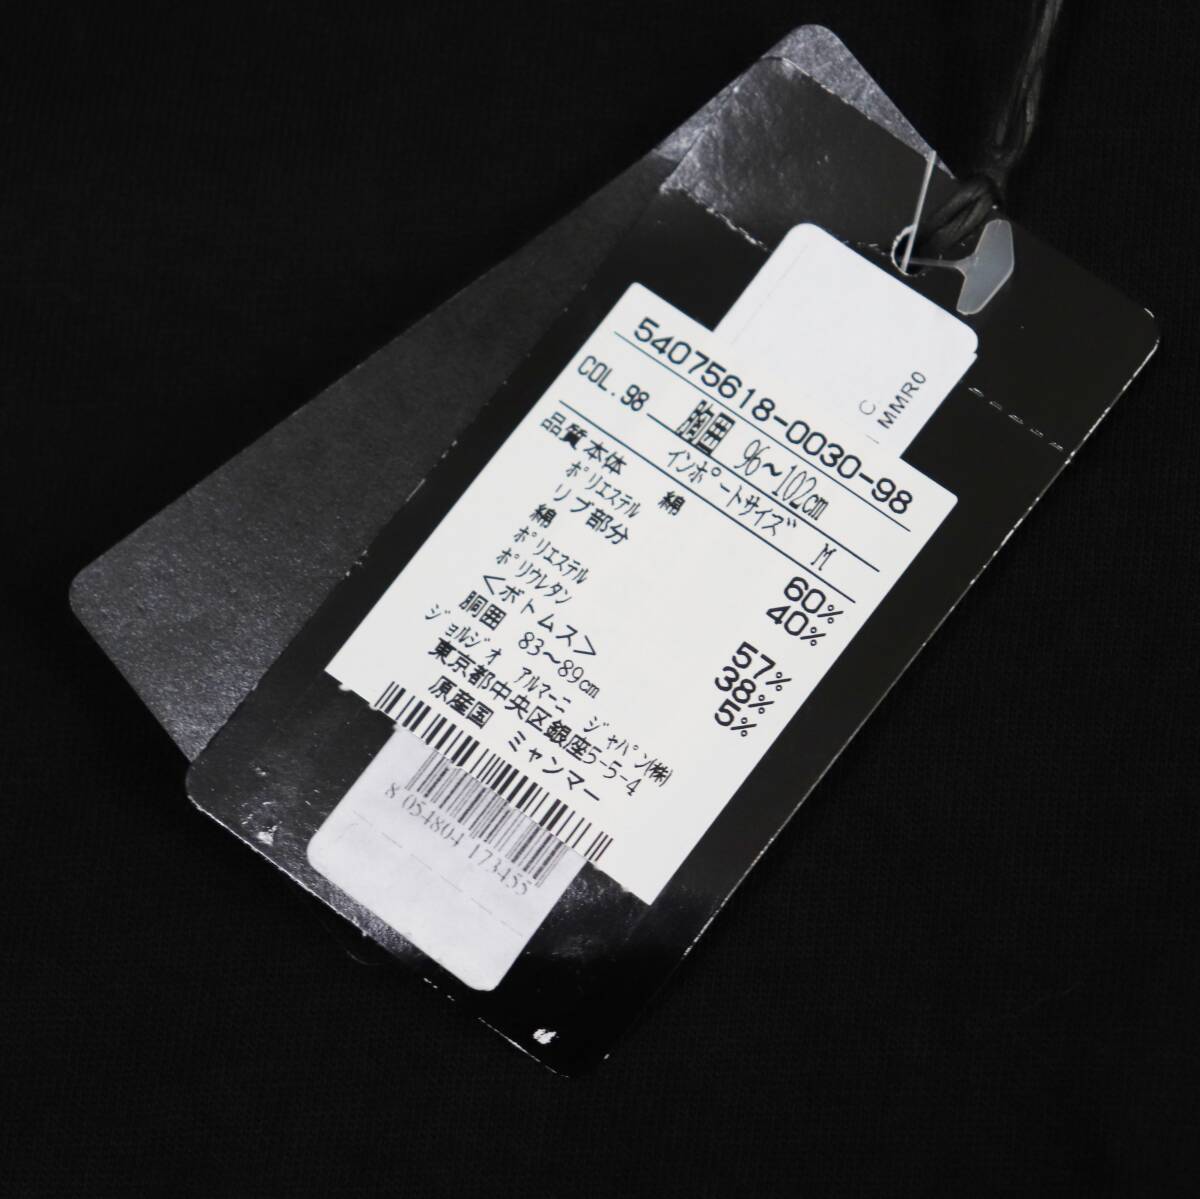 C.
MMR0
54075618-0030-98
COL. 98 胸囲 96～102cm
インポートサイズ M
品質 本体 綿 60%
ポリエステル 40%
リブ部分
綿 57%
ポリエステル 38%
ポリウレタン 5%
<ボトムス>
胴囲 83～89cm
ジョルジオ アルマーニ ジャパン(株)
東京都中央区銀座5-5-4
原産国 ミャンマー
8 054804 173455